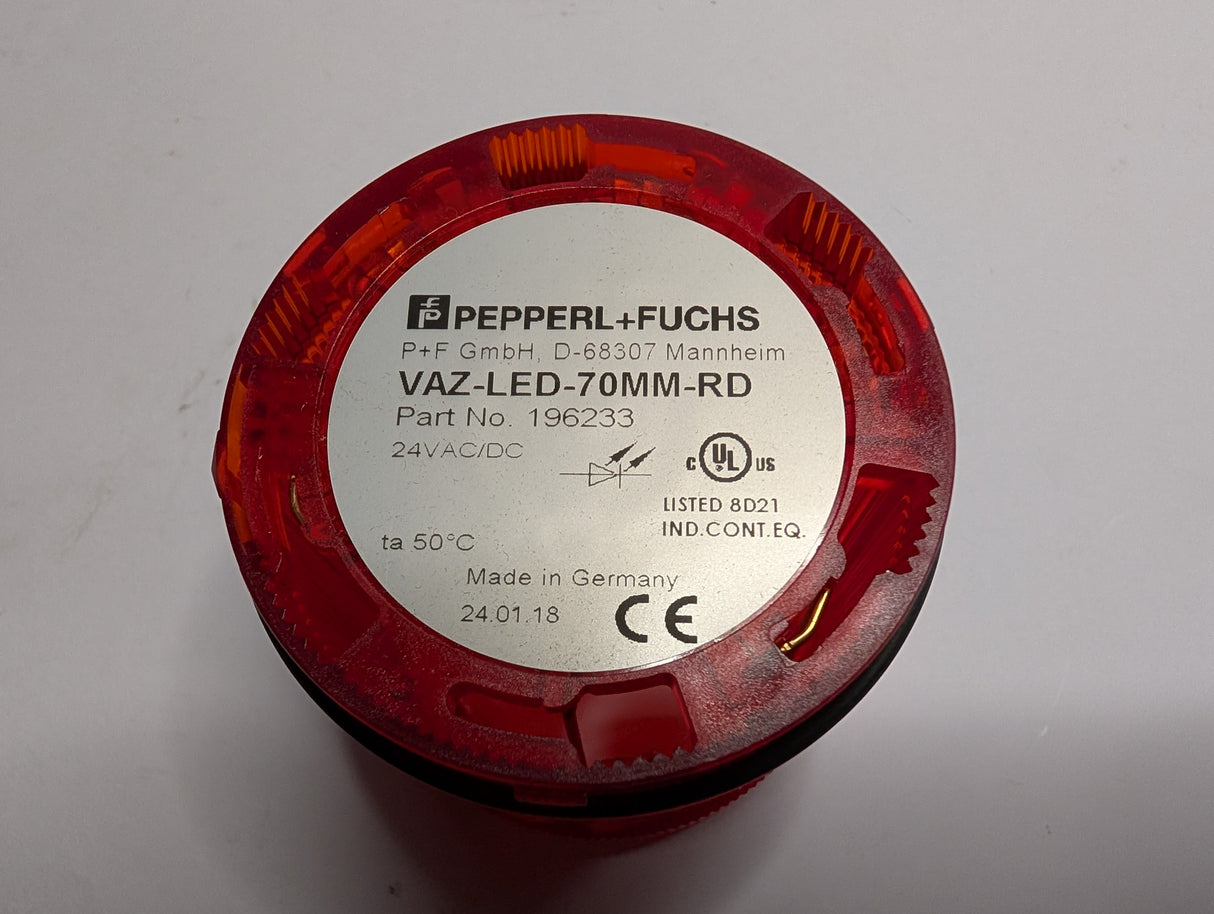 PEPPERL+FUCHS
P+F GmbH, D-68307 Mannheim
VAZ-LED-70MM-RD
Part No. 196233
24VAC/DC
C UL US
LISTED 8D21
IND.CONT.EQ.
ta 50°C
Made in Germany
24.01.18 CE